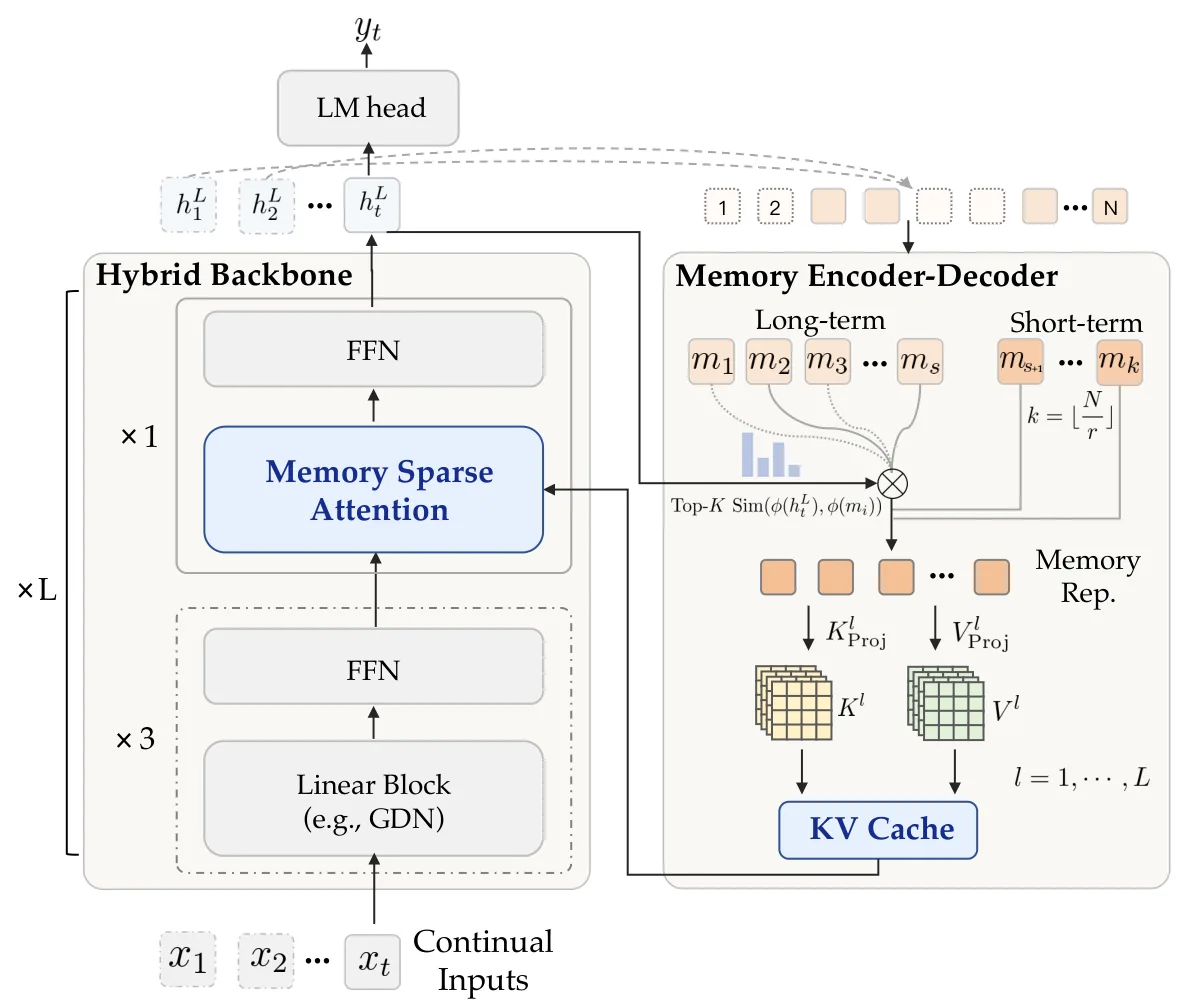 y_t
LM head
h_1^L h_2^L ... h_t^L
1 2 ... N
Hybrid Backbone
FFN
×1
Memory Sparse
Attention
×L
FFN
×3
Linear Block
(e.g., GDN)
x_1 x_2 ... x_t
Continual
Inputs
Memory Encoder-Decoder
Long-term
Short-term
m_1 m_2 m_3 ... m_s
m_{s+1} ... m_k
k = ⌊N/r⌋
Top-K Sim(ϕ(h_t^L), ϕ(m_i))
...
Memory
Rep.
K_Proj^l
V_Proj^l
K^l
V^l
l = 1, ⋯ , L
KV Cache